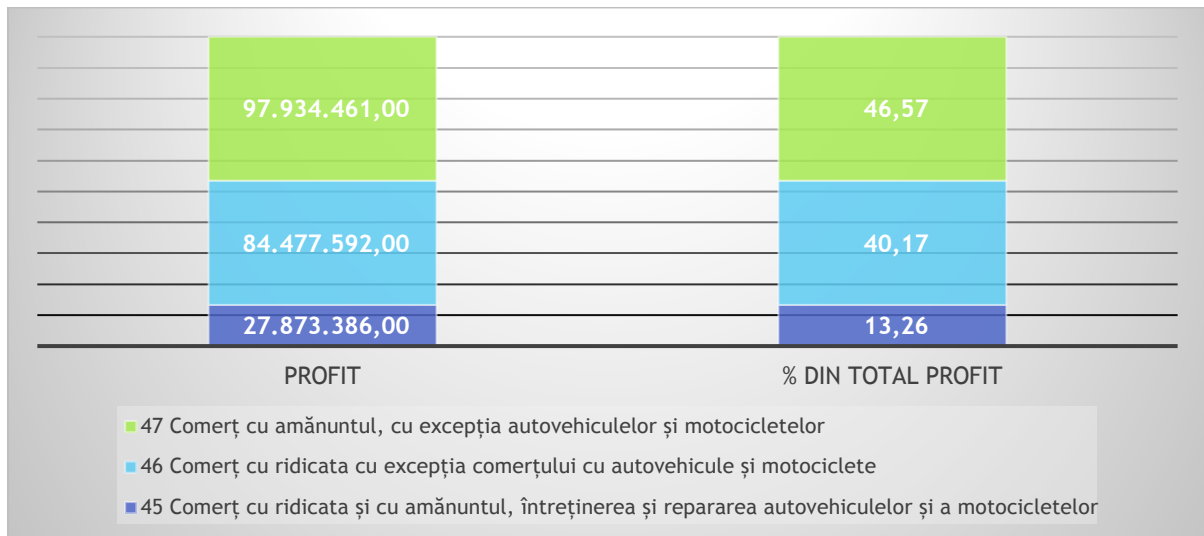 97.934.461,00
46,57
84.477.592,00
40,17
27.873.386,00
13,26
PROFIT
% DIN TOTAL PROFIT
47 Comerț cu amănuntul, cu excepția autovehiculelor și motocicletelor
46 Comerț cu ridicata cu excepția comerțului cu autovehicule și motociclete
45 Comerț cu ridicata și cu amănuntul, întreținerea și repararea autovehiculelor și a motocicletelor